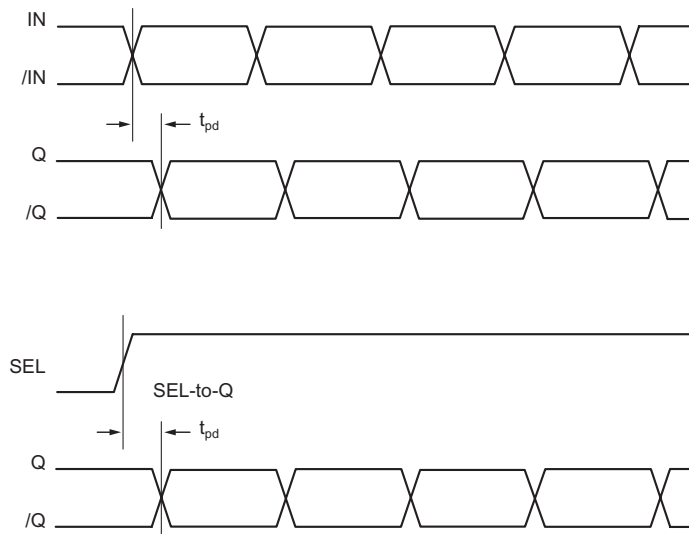 IN
/IN
tpd
Q
/Q
SEL
SEL-to-Q
tpd
Q
/Q